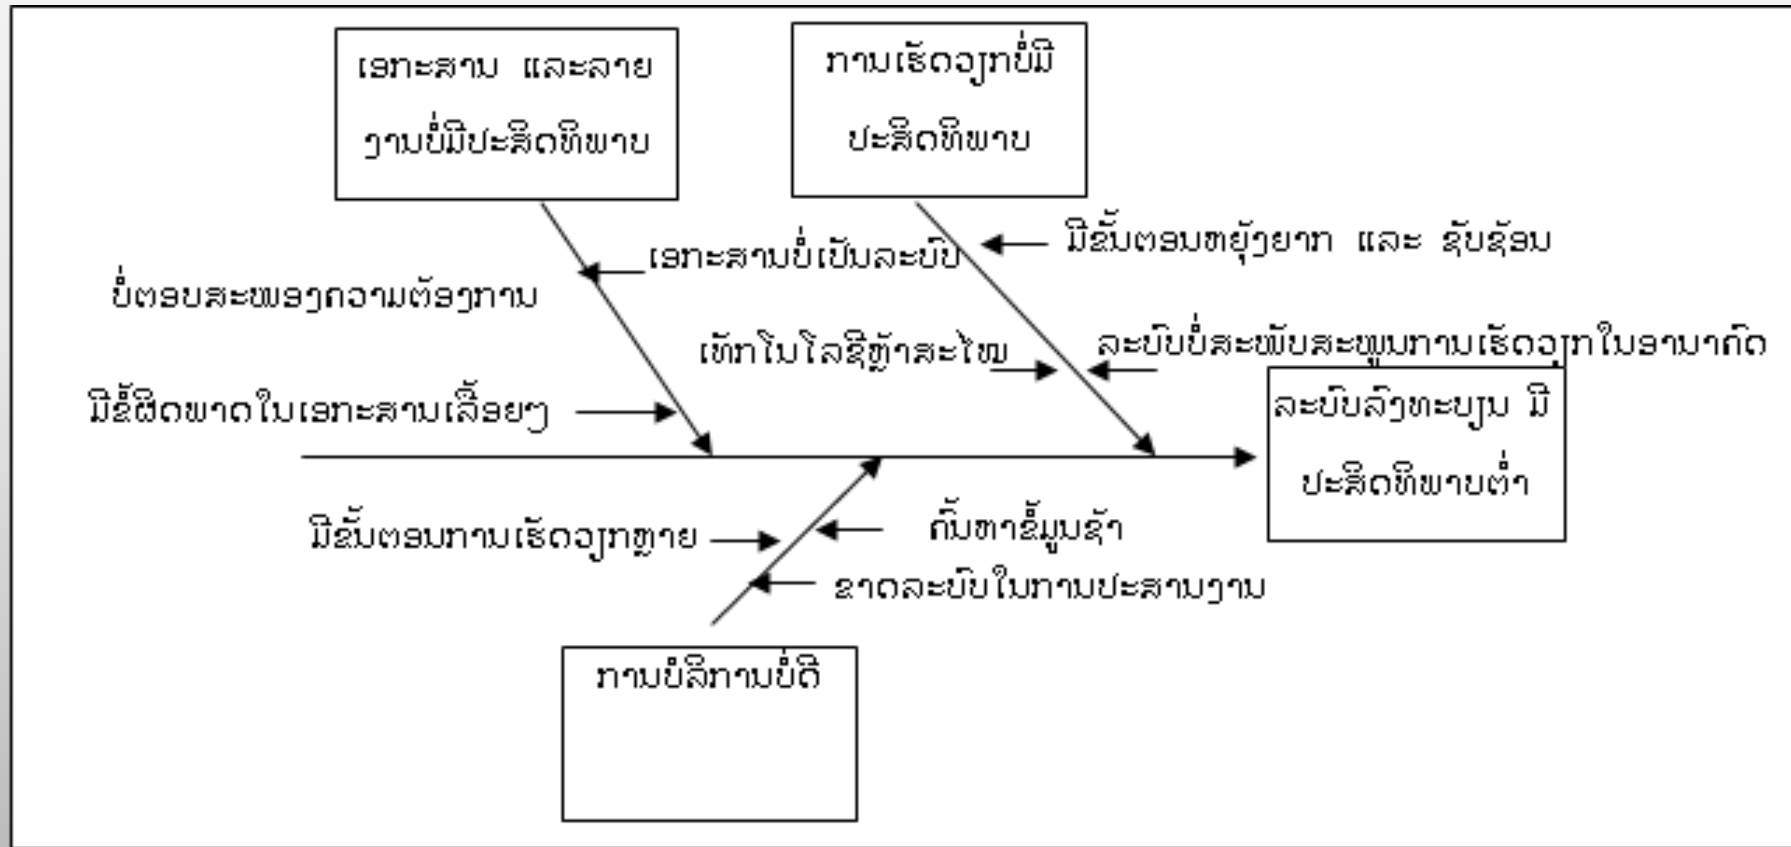 ເອກະສານ ແລະລາຍ
ງານບໍ່ມີປະສິດທິພາບ
ການເຮັດວຽກບໍ່ມີ
ປະສິດທິພາບ
ມີຂັ້ນຕອນຫຍຸ້ງຍາກ ແລະ ຊັບຊ້ອນ
ເອກະສານບໍ່ເປັນລະບົບ
ບໍ່ຕອບສະໜອງຄວາມຕ້ອງການ
ເທັກໂນໂລຊີຫຼ້າສະໄໝ
ລະບົບບໍ່ສະໜັບສະໜູນການເຮັດວຽກໃນອານາຄົດ
ມີຂໍ້ຜິດພາດໃນເອກະສານເລື້ອຍໆ
ລະບົບລົງທະບຽນ ມີ
ປະສິດທິພາບຕ່ຳ
ມີຂັ້ນຕອນການເຮັດວຽກຫຼາຍ
ຄົ້ນຫາຂໍ້ມູນຊ້າ
ຂາດລະບົບໃນການປະສານງານ
ການບໍລິການບໍ່ດີ